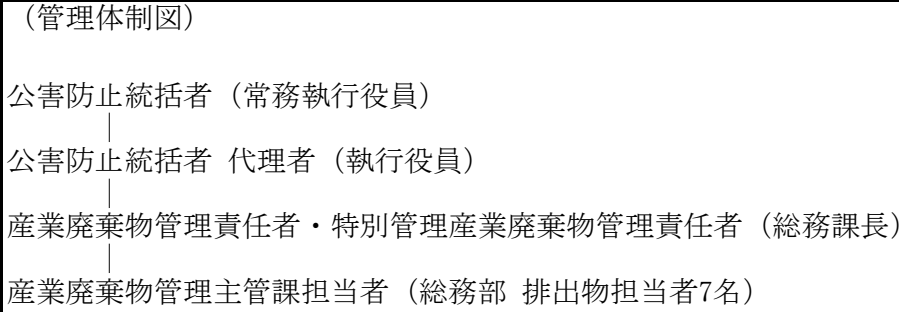 （管理体制図）
公害防止統括者（常務執行役員）
公害防止統括者 代理者（執行役員）
産業廃棄物管理責任者・特別管理産業廃棄物管理責任者（総務課長）
産業廃棄物管理主管課担当者（総務部 排出物担当者7名）